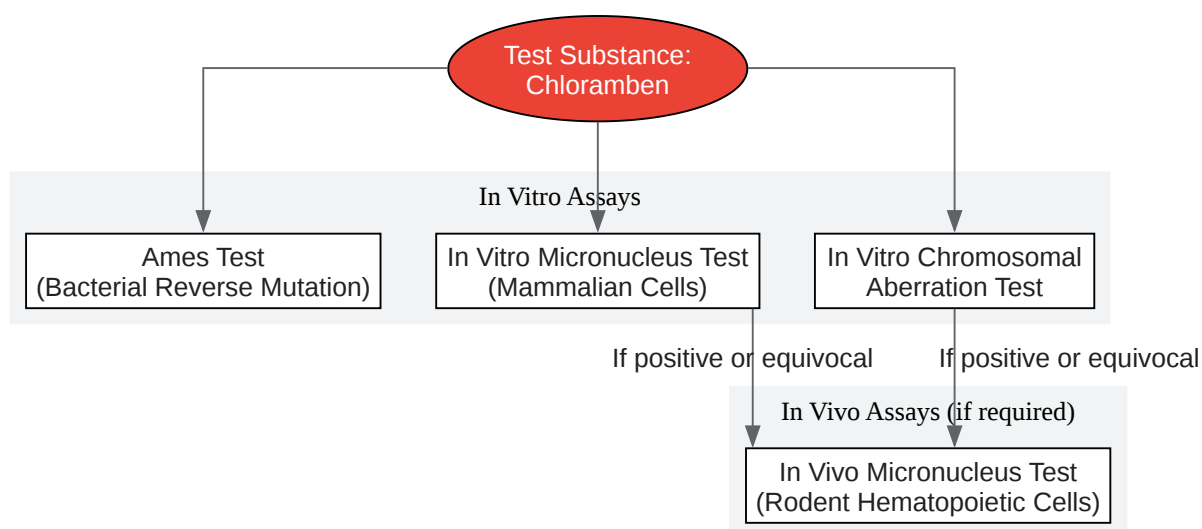 Test Substance:
Chloramben
In Vitro Assays
Ames Test
(Bacterial Reverse Mutation)
In Vitro Micronucleus Test
(Mammalian Cells)
In Vitro Chromosomal
Aberration Test
If positive or equivocal
If positive or equivocal
In Vivo Assays (if required)
In Vivo Micronucleus Test
(Rodent Hematopoietic Cells)